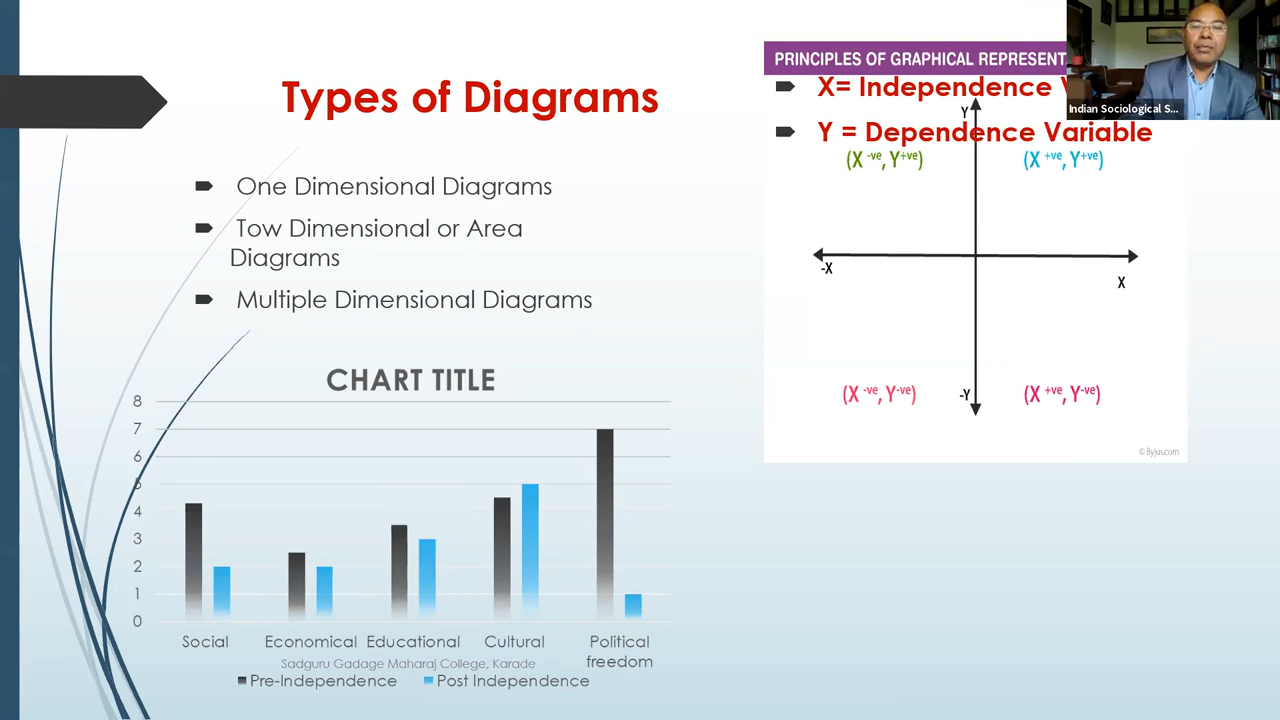 Types of Diagrams
One Dimensional Diagrams
Tow Dimensional or Area
Diagrams
Multiple Dimensional Diagrams
CHART TITLE
8
7
6
5
4
3
2
1
0
Social Economical Educational Cultural Political
freedom
Sadguru Gadage Maharaj College, Karade
Pre-Independence Post Independence
PRINCIPLES OF GRAPHICAL
X= Independence
Y
Y = Dependence Variable
(X -ve, Y+ve) (X +ve, Y+ve)
-X X
(X -ve, Y-ve) -Y (X +ve, Y-ve)
© Byjus.com
Indian Sociological S...